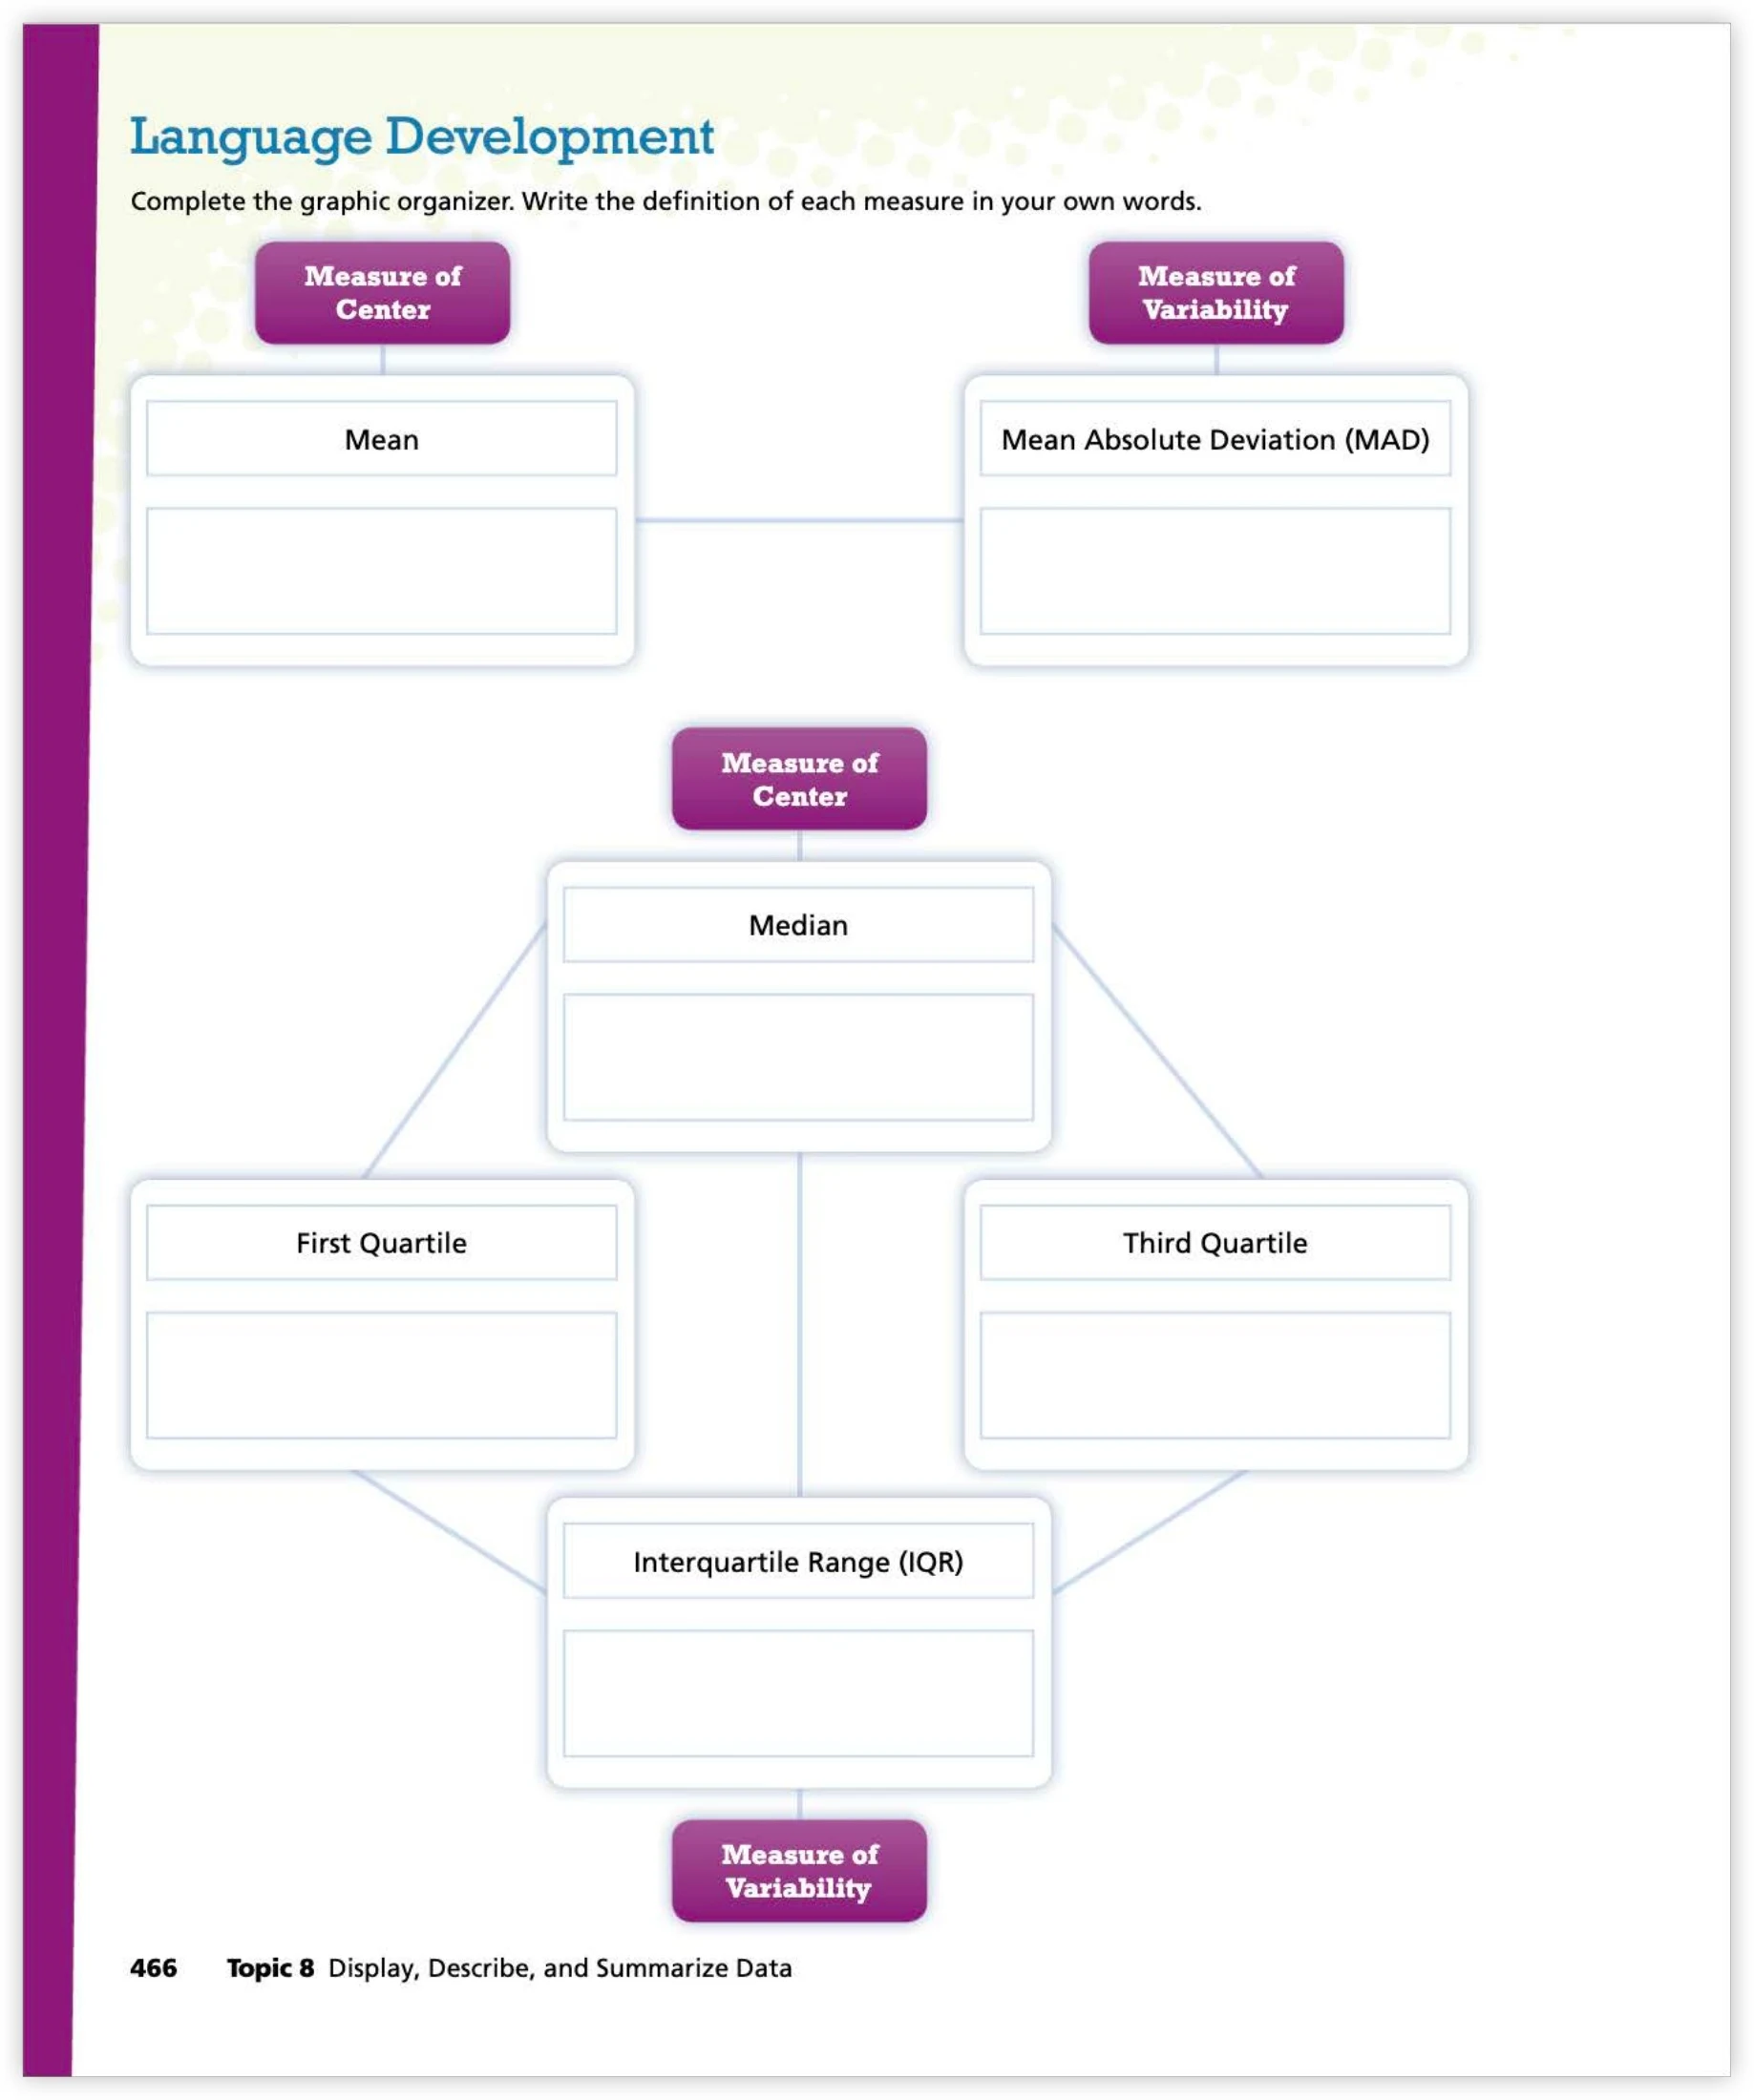 Language Development
Complete the graphic organizer. Write the definition of each measure in your own words.
Measure of
Center
Measure of
Variability
Mean
Mean Absolute Deviation (MAD)
Measure of
Center
Median
First Quartile
Third Quartile
Interquartile Range (IQR)
Measure of
Variability
466 Topic 8 Display, Describe, and Summarize Data